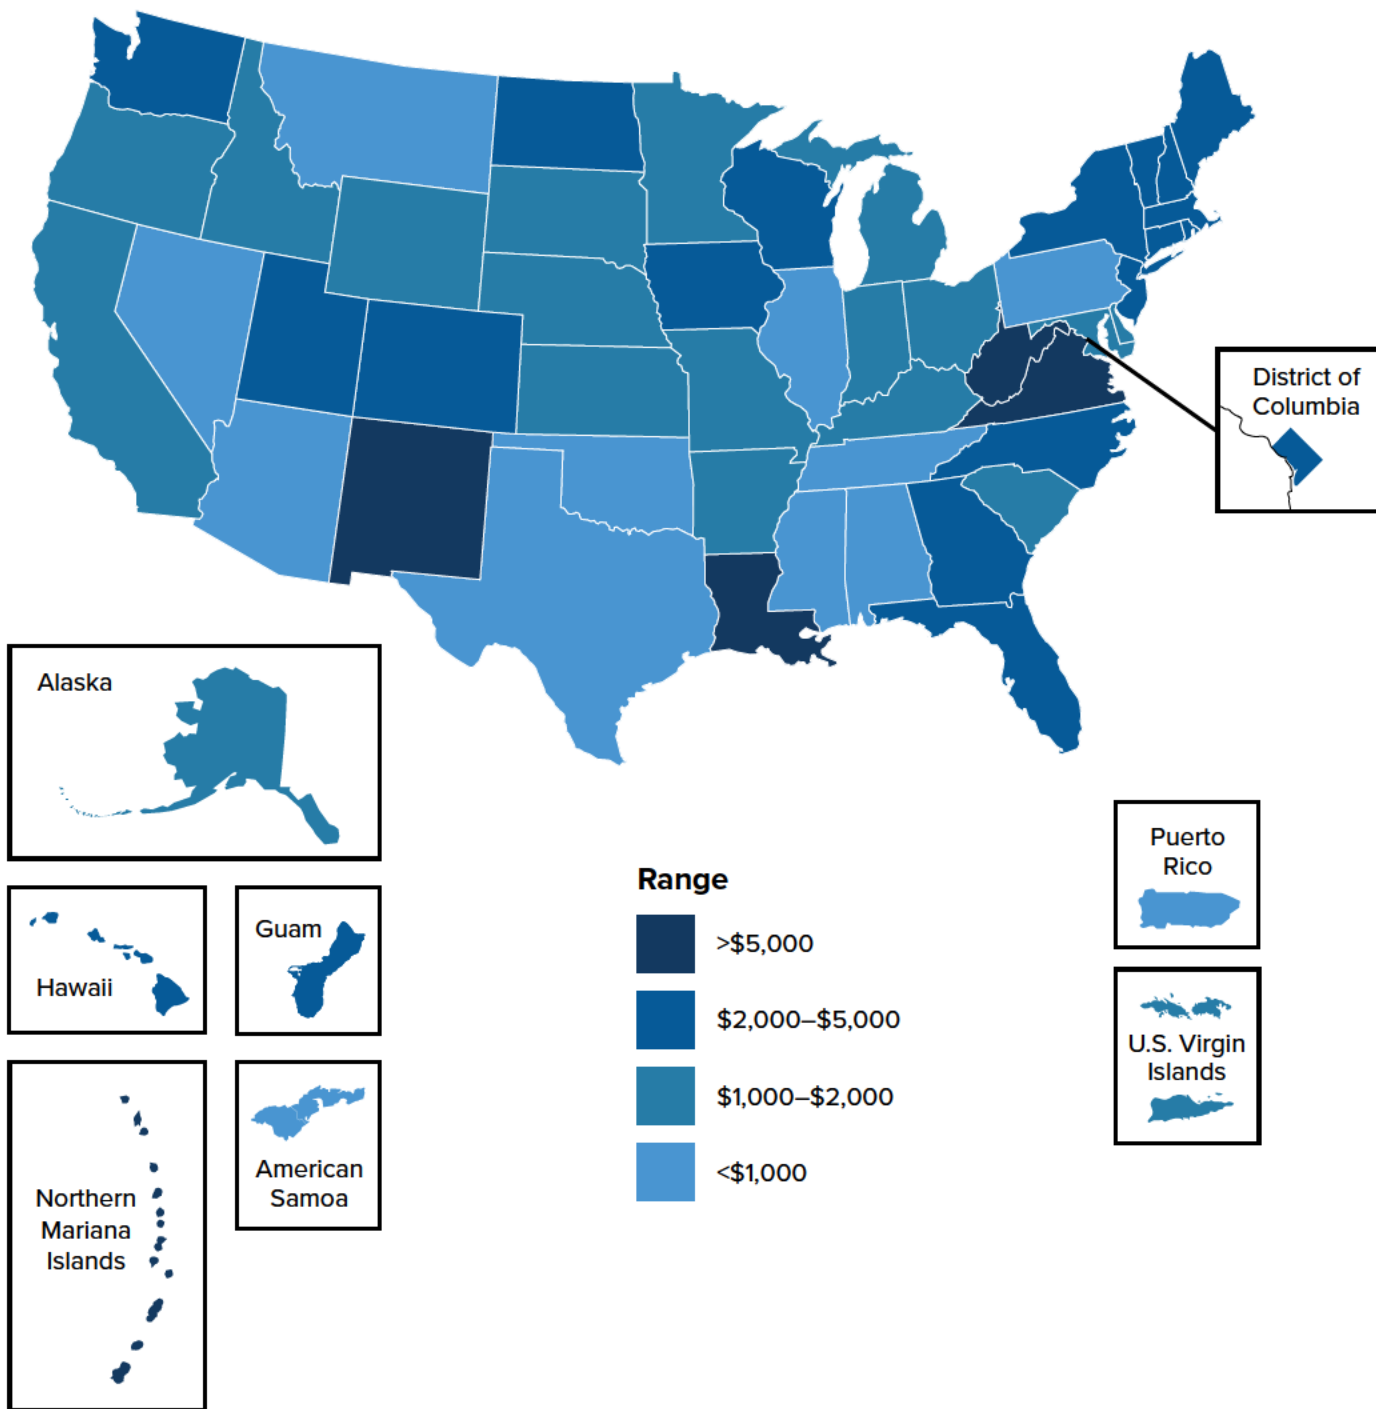 District of
Columbia
Alaska
Puerto
Rico
Range
>$5,000
Guam
Hawaii
$2,000–$5,000
U.S. Virgin
Islands
$1,000–$2,000
<$1,000
American
Samoa
Northern
Mariana
Islands